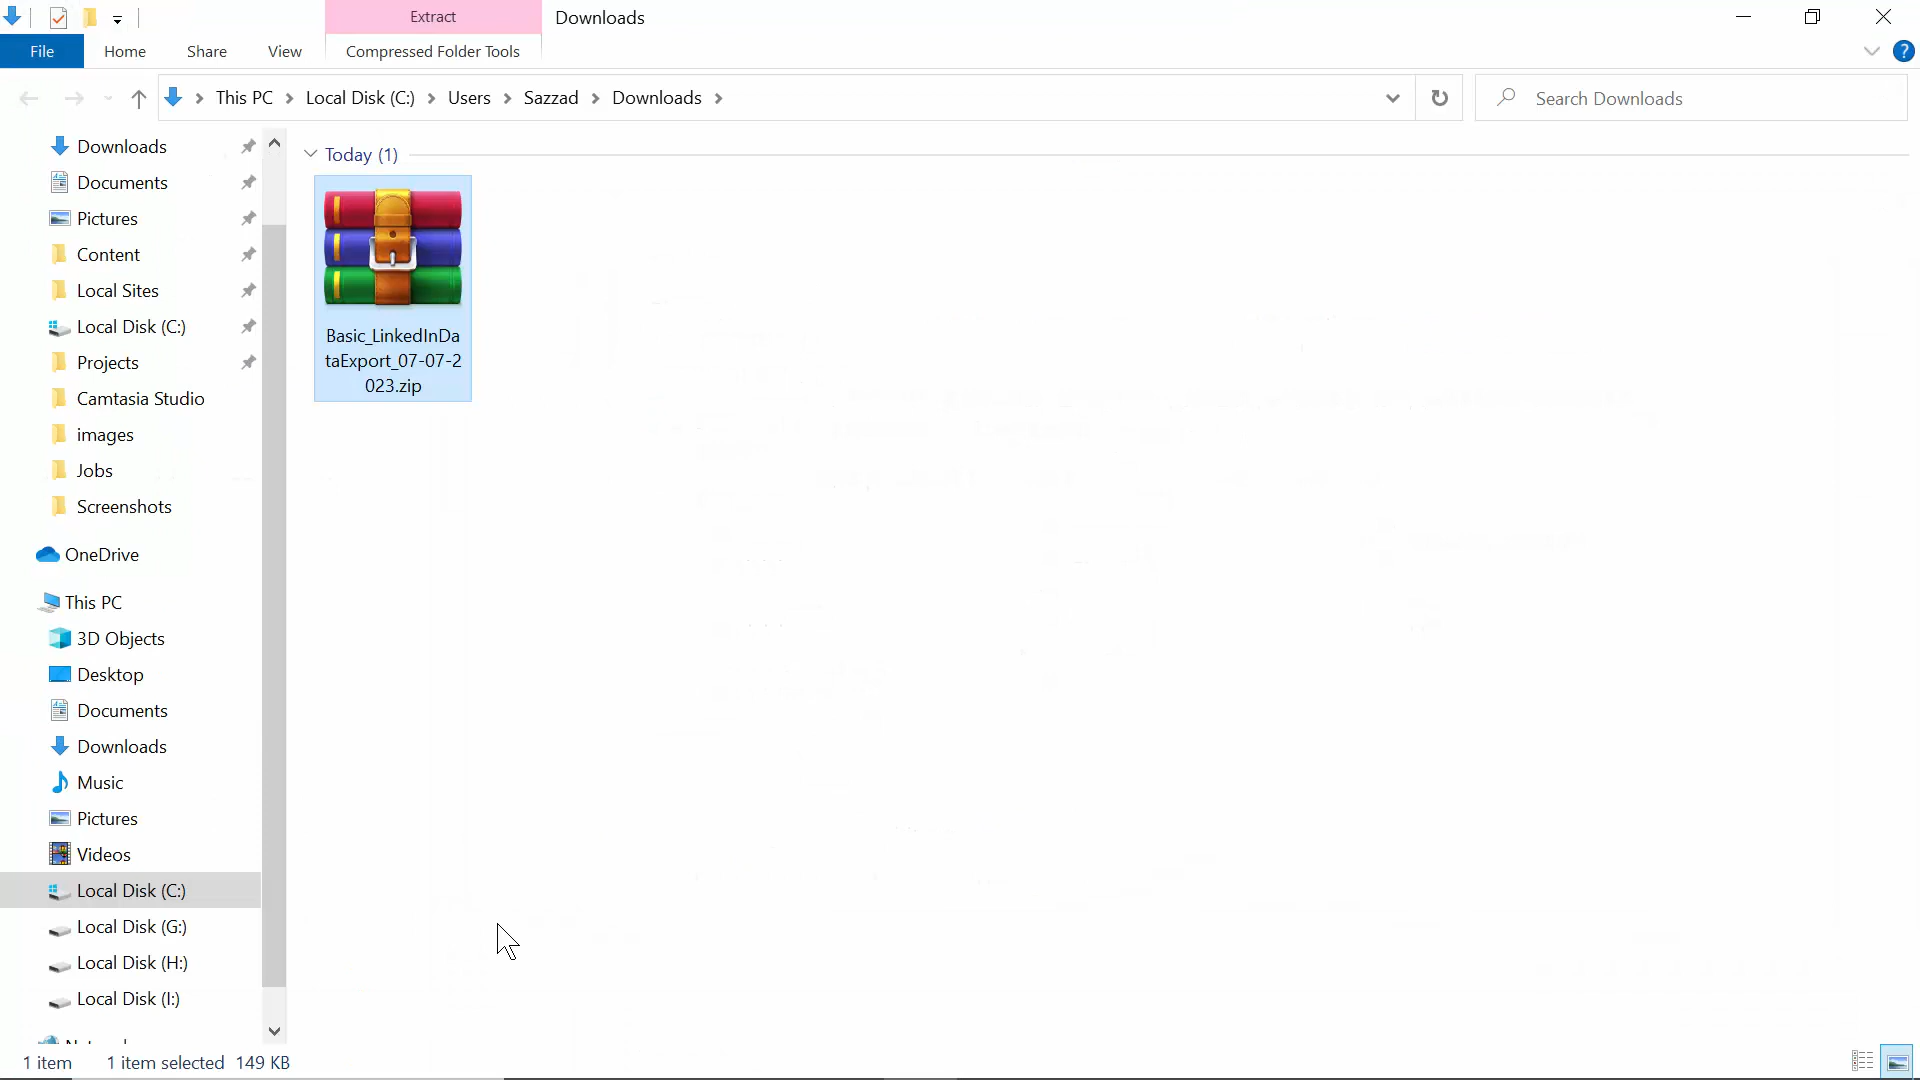 Extract
Downloads
File
Home
Share
View
Compressed Folder Tools
?
This PC
Local Disk (C:)
Users
Sazzad
Downloads
Search Downloads
Downloads
Documents
Pictures
Content
Local Sites
Local Disk (C:)
Projects
Camtasia Studio
images
Jobs
Screenshots
OneDrive
This PC
3D Objects
Desktop
Documents
Downloads
Music
Pictures
Videos
Local Disk (C:)
Local Disk (G:)
Local Disk (H:)
Local Disk (I:)
Today (1)
Basic_LinkedInDa
taExport_07-07-2
023.zip
1 item
1 item selected 149 KB